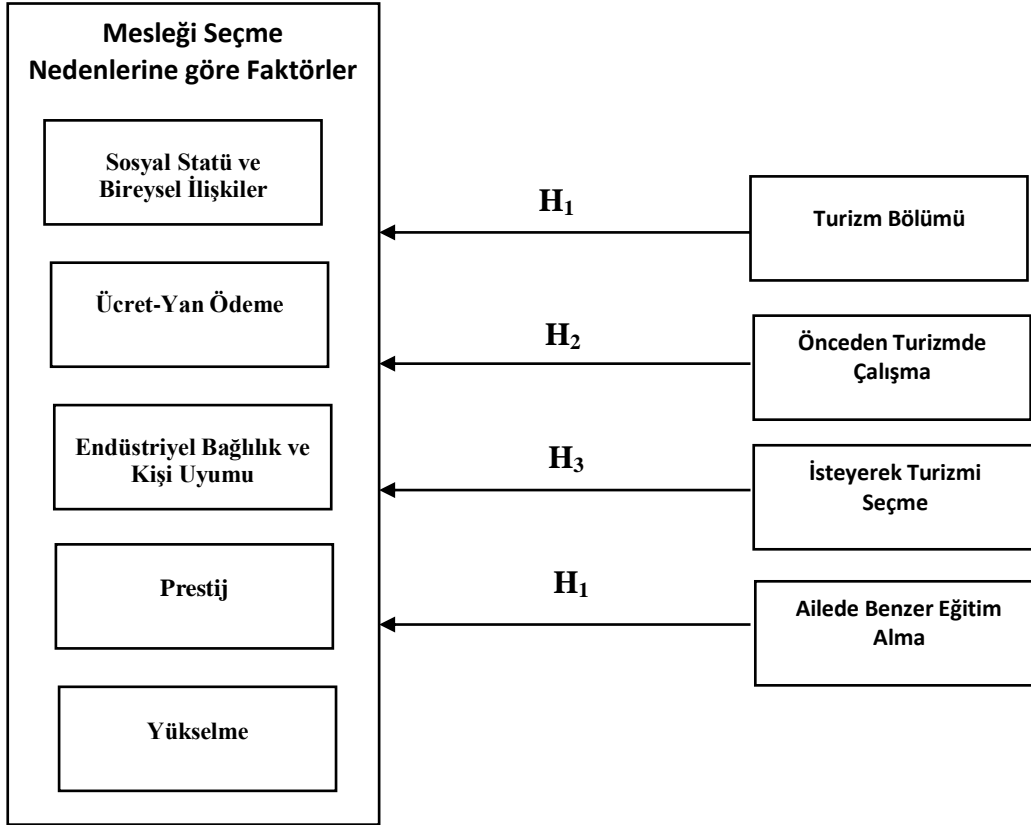 Mesleği Seçme
Nedenlerine göre Faktörler
Sosyal Statü ve
Bireysel İlişkiler
Ücret-Yan Ödeme
Endüstriyel Bağlılık ve
Kişi Uyumu
Prestij
Yükselme
H₁
Turizm Bölümü
H₂
Önceden Turizmde
Çalışma
H₃
İsteyerek Turizmi
Seçme
H₁
Ailede Benzer Eğitim
Alma